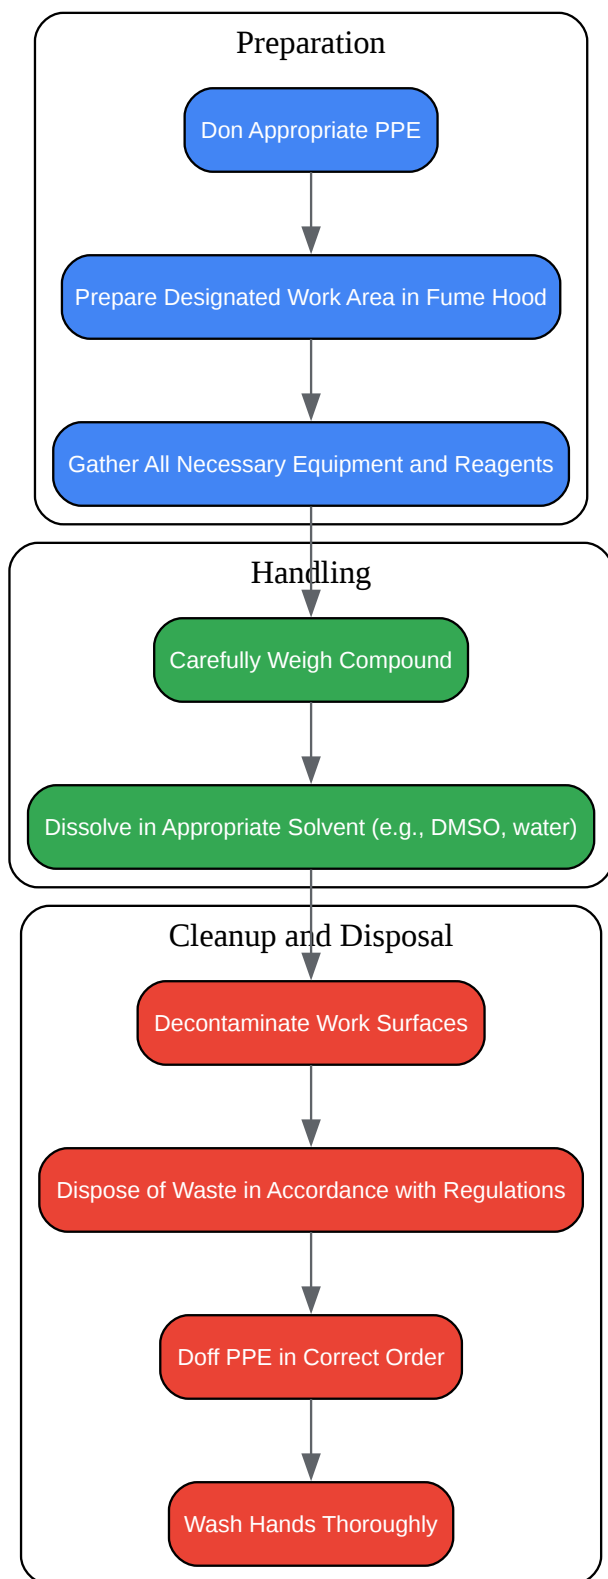 Preparation
Don Appropriate PPE
Prepare Designated Work Area in Fume Hood
Gather All Necessary Equipment and Reagents
Handling
Carefully Weigh Compound
Dissolve in Appropriate Solvent (e.g., DMSO, water)
Cleanup and Disposal
Decontaminate Work Surfaces
Dispose of Waste in Accordance with Regulations
Doff PPE in Correct Order
Wash Hands Thoroughly